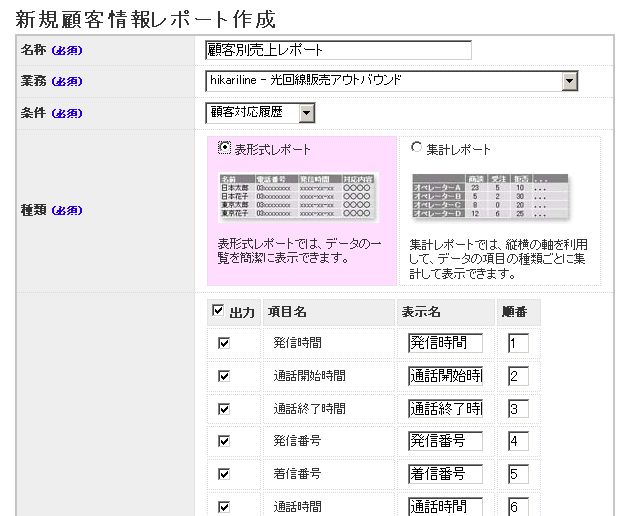 新規顧客情報レポート作成
名称 (必須) 顧客別売上レポート
業務 (必須) hikariline - 光回線販売アウトバウンド
条件 (必須) 顧客対応履歴
種類 (必須)
表形式レポート
名前 電話番号 発信時間 対応内容
日本太郎 03xxxxxxxx xxxx-xx-xx 〇〇〇〇
日本花子 03xxxxxxxx xxxx-xx-xx 〇〇〇〇
東京太郎 03xxxxxxxx xxxx-xx-xx 〇〇〇〇
東京花子 03xxxxxxxx xxxx-xx-xx 〇〇〇〇
表形式レポートでは、データの一
覧を簡潔に表示できます。
集計レポート
商談 受注 拒否 ...
オペレーターA 23 5 10 ...
オペレーターB 5 2 30 ...
オペレーターC 8 0 20 ...
オペレーターD 12 6 25 ...
集計レポートでは、縦横の軸を利用
して、データの項目の種類ごとに集
計して表示できます。
出力 項目名 表示名 順番
発信時間 発信時間 1
通話開始時間 通話開始時 2
通話終了時間 通話終了時 3
発信番号 発信番号 4
着信番号 着信番号 5
通話時間 通話時間 6